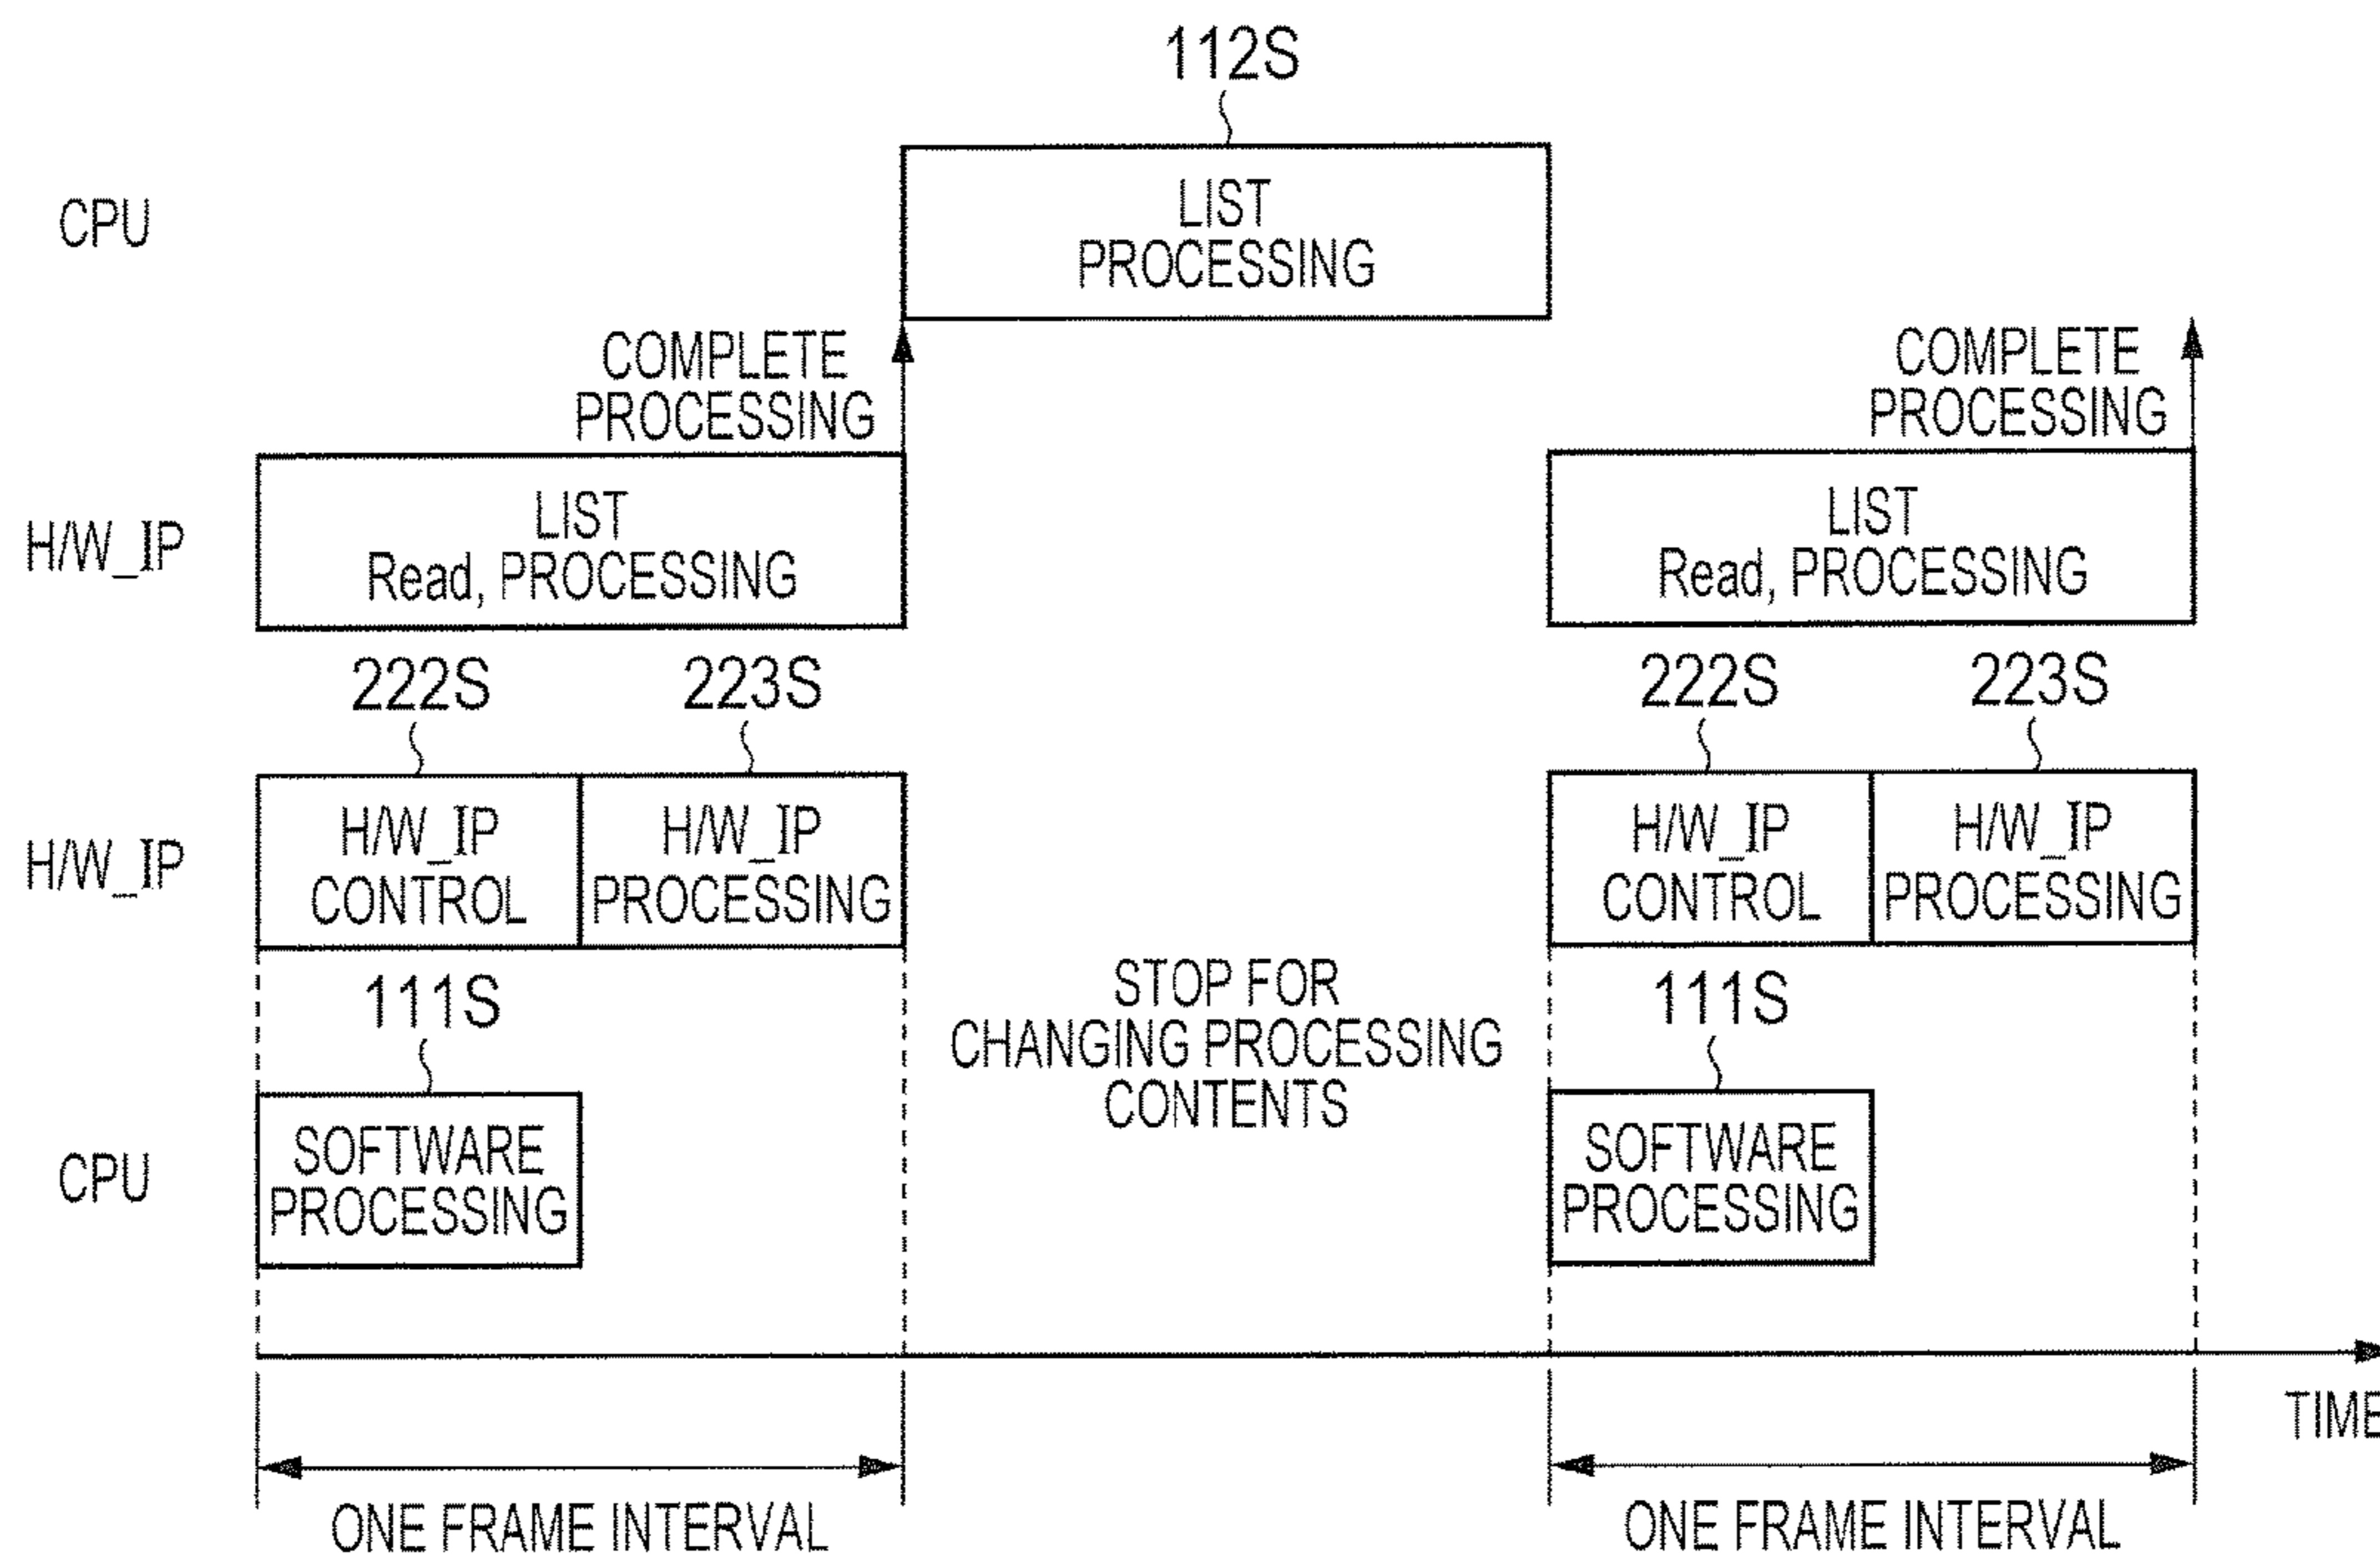 112S
CPU
LIST
PROCESSING
COMPLETE
PROCESSING
COMPLETE
PROCESSING
H/W_IP
LIST
Read, PROCESSING
LIST
Read, PROCESSING
222S
223S
222S
223S
H/W_IP
H/W_IP
CONTROL
H/W_IP
PROCESSING
H/W_IP
CONTROL
H/W_IP
PROCESSING
111S
STOP FOR
CHANGING PROCESSING
CONTENTS
111S
CPU
SOFTWARE
PROCESSING
SOFTWARE
PROCESSING
TIME
ONE FRAME INTERVAL
ONE FRAME INTERVAL